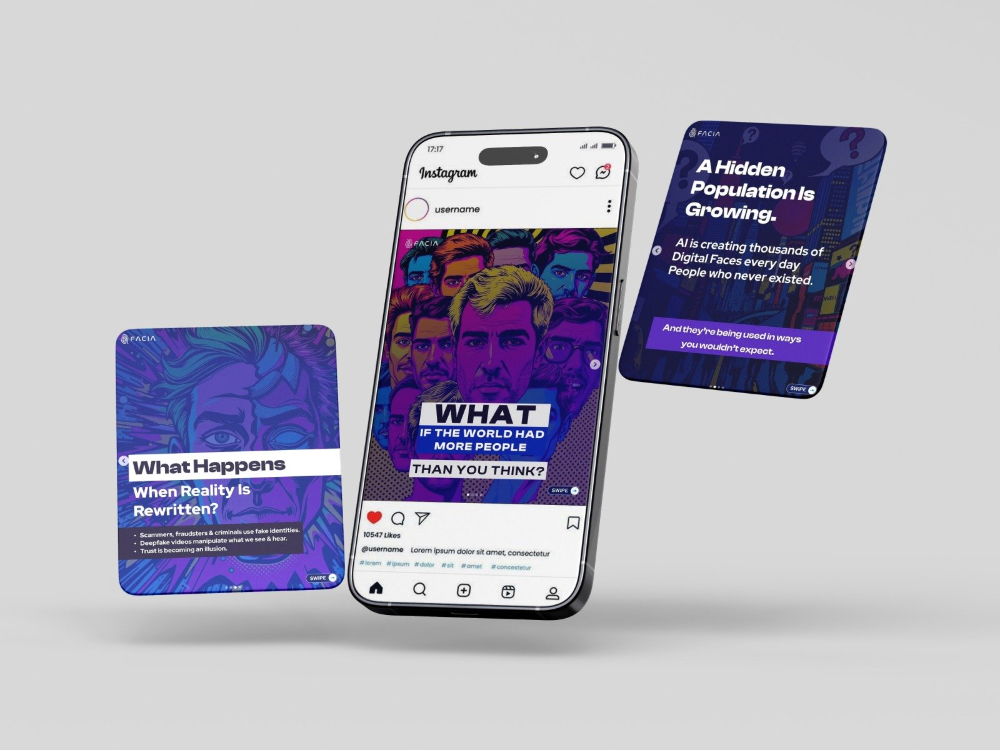 FACIA
What Happens
When Reality Is
Rewritten?
• Scammers, fraudsters & criminals use fake identities.
• Deepfake videos manipulate what we see & hear.
• Trust is becoming an illusion.
SWIPE
17:17
Instagram
2
username
FACIA
WHAT
IF THE WORLD HAD
MORE PEOPLE
THAN YOU THINK?
SWIPE
10547 Likes
@username Lorem ipsum dolor sit amet, consectetur
#lorem #ipsum #dolor #sit #amet #concestetur
FACIA
A Hidden
Population Is
Growing.
AI is creating thousands of
Digital Faces every day
People who never existed.
And they're being used in ways
you wouldn't expect.
SWIPE